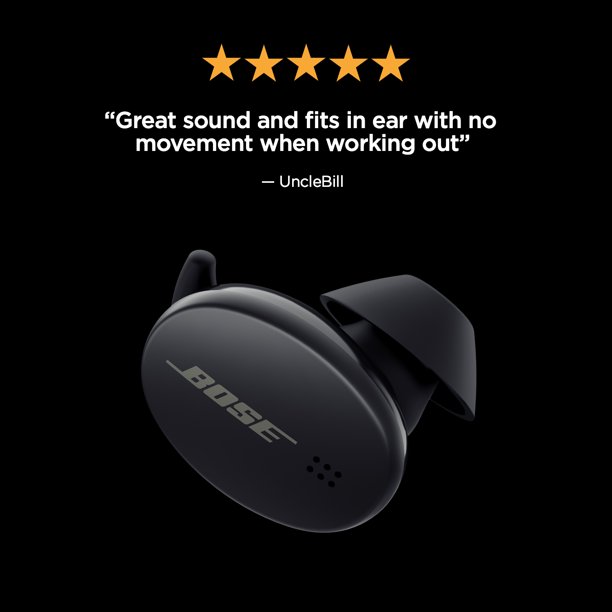 “Great sound and fits in ear with no
movement when working out”
— UncleBill
BOSE